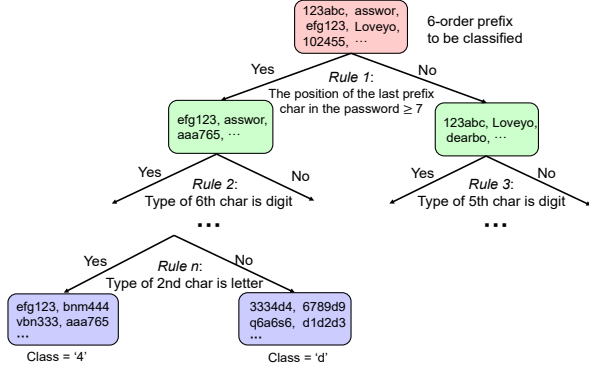 123abc, asswor,
efg123, Loveyo,
102455, ...
6-order prefix
to be classified
Yes
Rule 1:
No
The position of the last prefix
char in the password ≥ 7
efg123, asswor,
aaa765, ...
123abc, Loveyo,
dearbo, ...
Yes
Rule 2:
No
Type of 6th char is digit
...
Yes
Rule 3:
No
Type of 5th char is digit
...
Yes
Rule n:
No
Type of 2nd char is letter
efg123, bnm444
vbn333, aaa765
...
Class = ‘4’
3334d4, 6789d9
q6a6s6, d1d2d3
...
Class = ‘d’